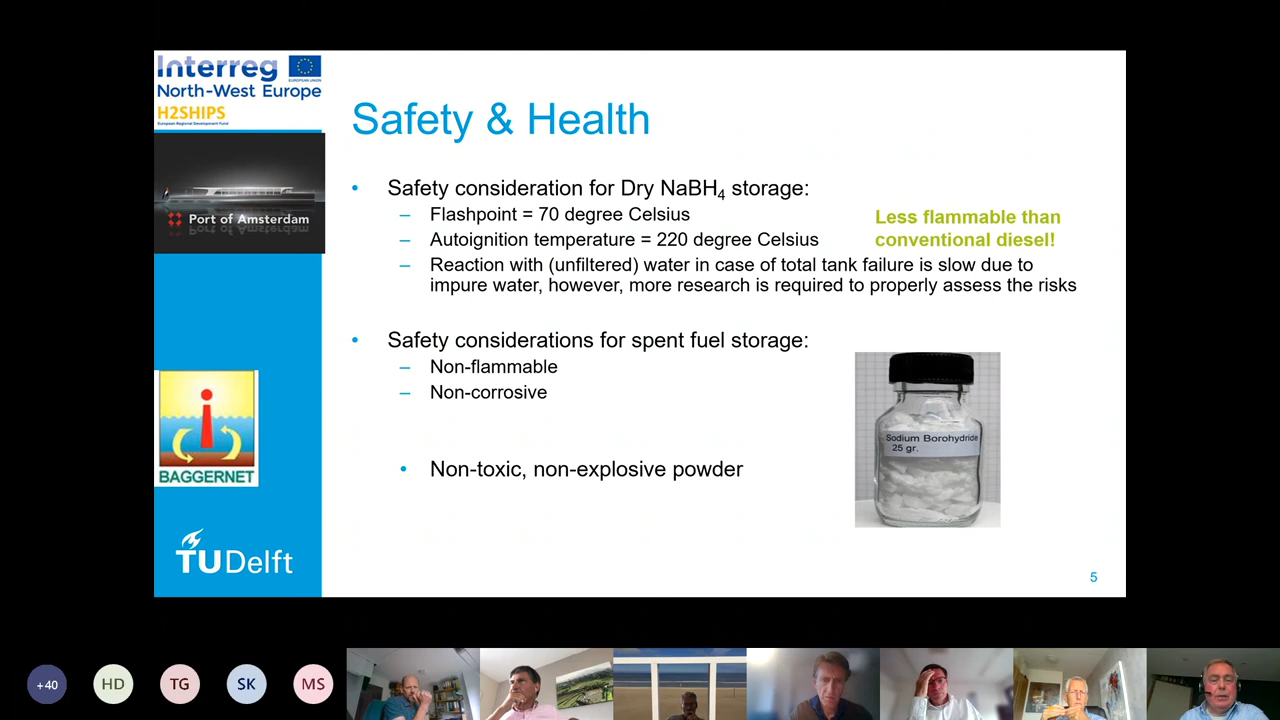 Interreg
EUROPEAN UNION
North-West Europe
H2SHIPS
European Regional Development Fund
Port of Amsterdam
BAGGERNET
TUDelft
Safety & Health
• Safety consideration for Dry NaBH₄ storage:
– Flashpoint = 70 degree Celsius
– Autoignition temperature = 220 degree Celsius
Less flammable than
conventional diesel!
– Reaction with (unfiltered) water in case of total tank failure is slow due to
impure water, however, more research is required to properly assess the risks
• Safety considerations for spent fuel storage:
– Non-flammable
– Non-corrosive
• Non-toxic, non-explosive powder
Sodium Borohydride
25 gr.
5
+40
HD
TG
SK
MS